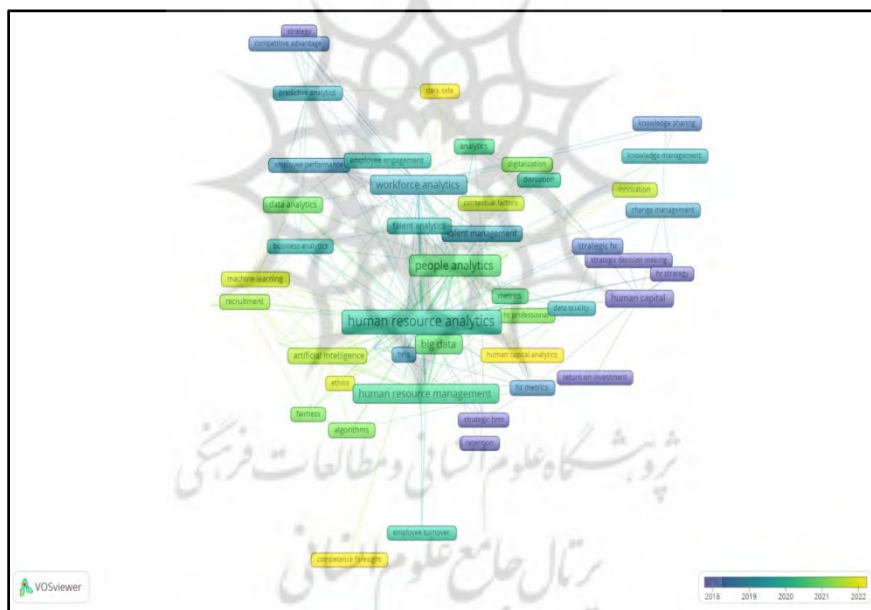 strategy
competitive advantage
predictive analytics
dark side
knowledge sharing
analytics
knowledge management
employee performance
employee engagement
digitalization
disruption
workforce analytics
innovation
data analytics
contextual factors
change management
talent analytics
talent management
business analytics
strategic hr
strategic decision making
people analytics
hr strategy
machine learning
metrics
human capital
recruitment
data quality
hr professional
human resource analytics
big data
artificial intelligence
hris
human capital analytics
ethics
return on investment
human resource management
hr metrics
fairness
strategic hrm
algorithms
retention
پژوهشگاه علوم انسانی و مطالعات فرهنگی
employee turnover
competence foresight
پرتال جامع علوم انسانی
VOSviewer
2018 2019 2020 2021 2022